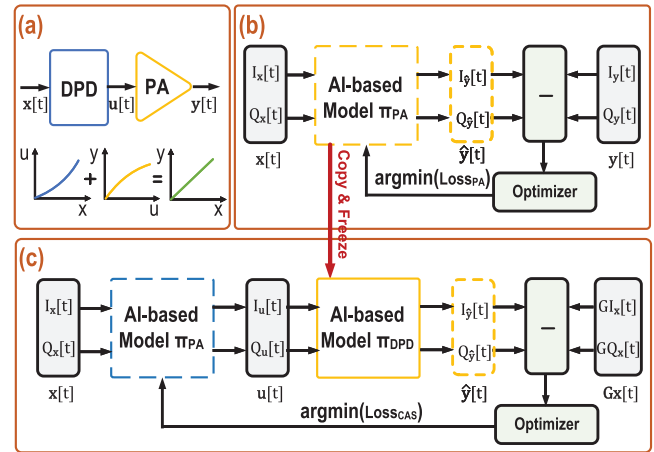 (a)
DPD
PA
x[t]
u[t]
y[t]
u
y
y
+
=
x
u
x
(b)
Ix[t]
Qx[t]
x[t]
AI-based
Model πPA
Iŷ[t]
Qŷ[t]
ŷ[t]
−
Iy[t]
Qy[t]
y[t]
argmin(LossPA)
Optimizer
Copy & Freeze
(c)
Ix[t]
Qx[t]
x[t]
AI-based
Model πPA
Iu[t]
Qu[t]
u[t]
AI-based
Model πDPD
Iŷ[t]
Qŷ[t]
ŷ[t]
−
GIx[t]
GQx[t]
Gx[t]
argmin(LossCAS)
Optimizer